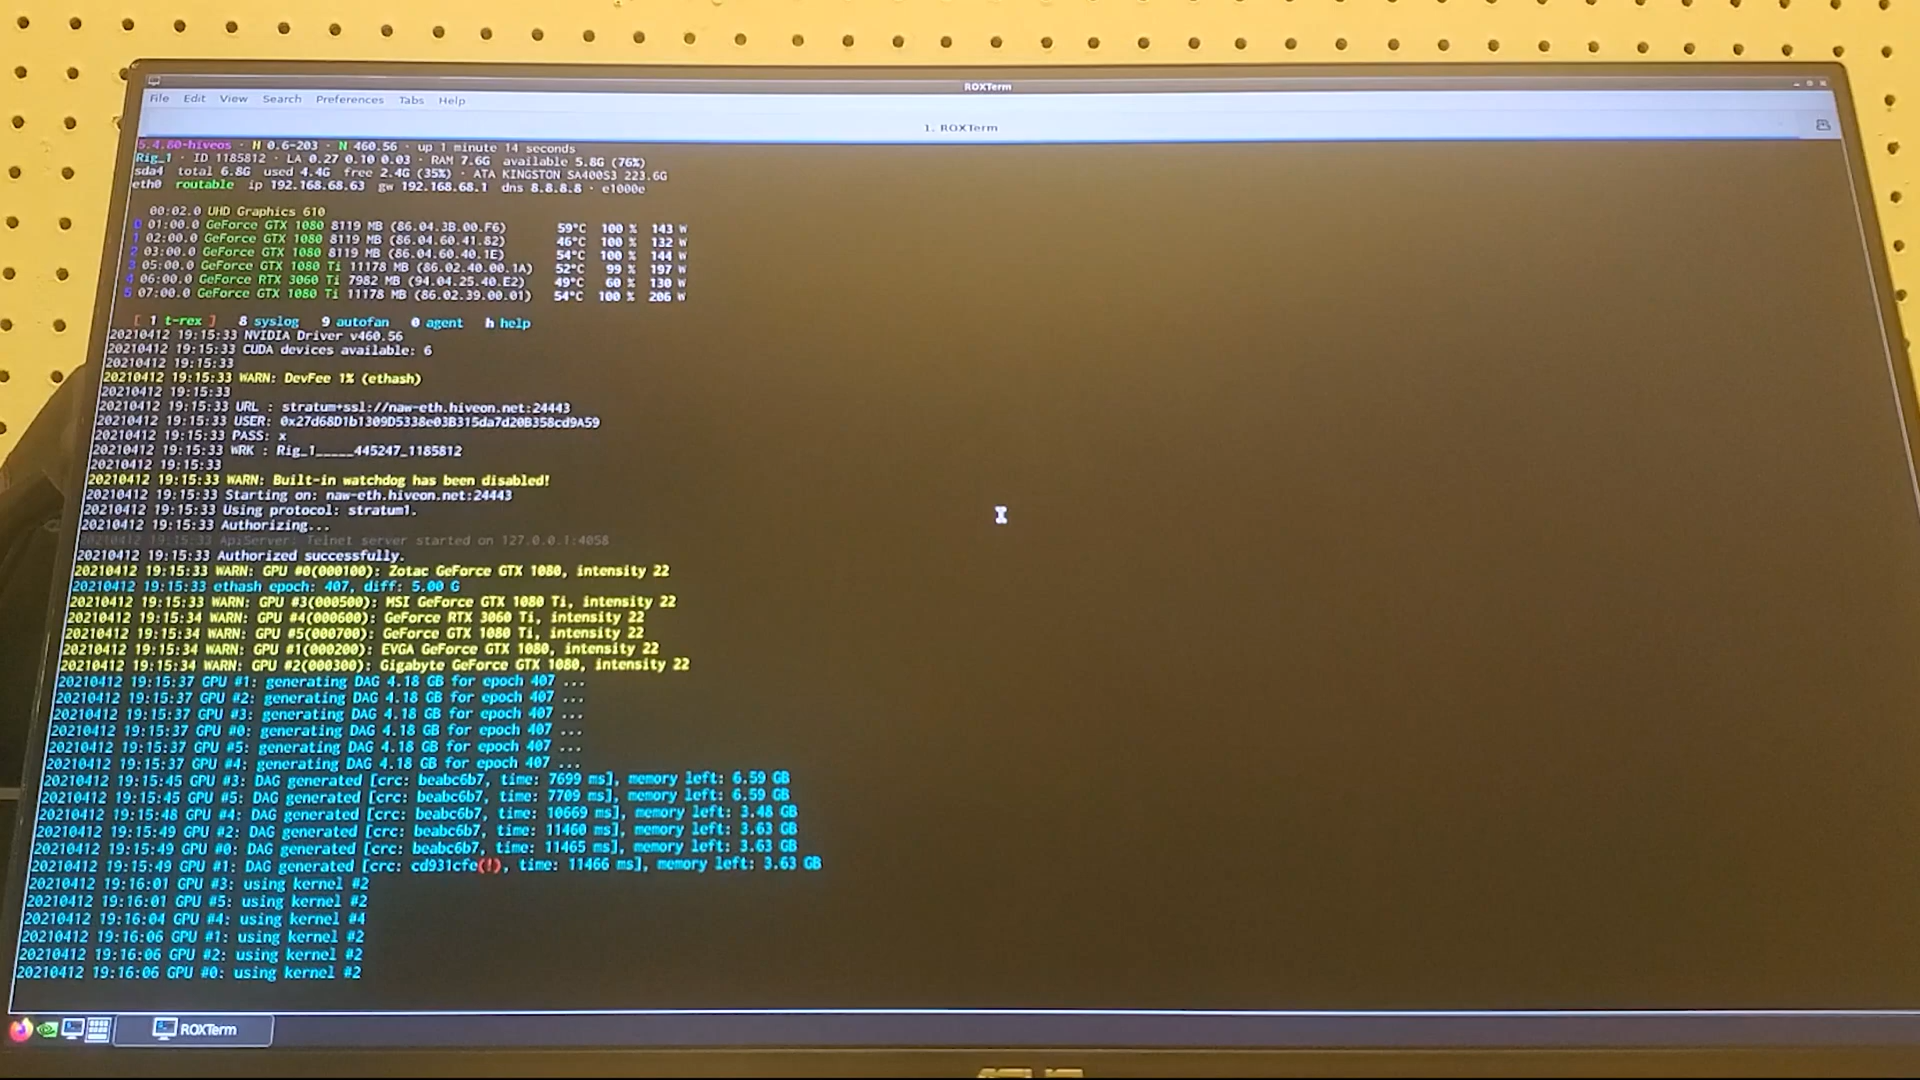 ROXTerm
File Edit View Search Preferences Tabs Help
1. ROXTerm
5.4.80-hiveos · H 0.6-203 · N 460.56 · up 1 minute 14 seconds
Rig_1 · ID 1185812 · LA 0.27 0.10 0.03 · RAM 7.6G available 5.8G (76%)
sda4 total 6.8G used 4.4G free 2.4G (35%) · ATA KINGSTON SA400S3 223.6G
eth0 routable ip 192.168.68.63 gw 192.168.68.1 dns 8.8.8.8 · e1000e
00:02.0 UHD Graphics 610
0 01:00.0 GeForce GTX 1080 8119 MB (86.04.3B.00.F6) 59°C 100 % 143 W
1 02:00.0 GeForce GTX 1080 8119 MB (86.04.60.41.82) 46°C 100 % 132 W
2 03:00.0 GeForce GTX 1080 8119 MB (86.04.60.40.1E) 54°C 100 % 144 W
3 05:00.0 GeForce GTX 1080 Ti 11178 MB (86.02.40.00.1A) 52°C 99 % 197 W
4 06:00.0 GeForce RTX 3060 Ti 7982 MB (94.04.25.40.E2) 49°C 60 % 130 W
5 07:00.0 GeForce GTX 1080 Ti 11178 MB (86.02.39.00.01) 54°C 100 % 206 W
[ 1 t-rex ] 8 syslog 9 autofan 0 agent h help
20210412 19:15:33 NVIDIA Driver v460.56
20210412 19:15:33 CUDA devices available: 6
20210412 19:15:33
20210412 19:15:33 WARN: DevFee 1% (ethash)
20210412 19:15:33
20210412 19:15:33 URL : stratum+ssl://naw-eth.hiveon.net:24443
20210412 19:15:33 USER: 0x27d68D1b1309D5338e03B315da7d20B358cd9A59
20210412 19:15:33 PASS: x
20210412 19:15:33 WRK : Rig_1_____445247_1185812
20210412 19:15:33
20210412 19:15:33 WARN: Built-in watchdog has been disabled!
20210412 19:15:33 Starting on: naw-eth.hiveon.net:24443
20210412 19:15:33 Using protocol: stratum1.
20210412 19:15:33 Authorizing...
20210412 19:15:33 ApiServer: Telnet server started on 127.0.0.1:4058
20210412 19:15:33 Authorized successfully.
20210412 19:15:33 WARN: GPU #0(000100): Zotac GeForce GTX 1080, intensity 22
20210412 19:15:33 ethash epoch: 407, diff: 5.00 G
20210412 19:15:33 WARN: GPU #3(000500): MSI GeForce GTX 1080 Ti, intensity 22
20210412 19:15:34 WARN: GPU #4(000600): GeForce RTX 3060 Ti, intensity 22
20210412 19:15:34 WARN: GPU #5(000700): GeForce GTX 1080 Ti, intensity 22
20210412 19:15:34 WARN: GPU #1(000200): EVGA GeForce GTX 1080, intensity 22
20210412 19:15:34 WARN: GPU #2(000300): Gigabyte GeForce GTX 1080, intensity 22
20210412 19:15:37 GPU #1: generating DAG 4.18 GB for epoch 407 ...
20210412 19:15:37 GPU #2: generating DAG 4.18 GB for epoch 407 ...
20210412 19:15:37 GPU #3: generating DAG 4.18 GB for epoch 407 ...
20210412 19:15:37 GPU #0: generating DAG 4.18 GB for epoch 407 ...
20210412 19:15:37 GPU #5: generating DAG 4.18 GB for epoch 407 ...
20210412 19:15:37 GPU #4: generating DAG 4.18 GB for epoch 407 ...
20210412 19:15:45 GPU #3: DAG generated [crc: beabc6b7, time: 7699 ms], memory left: 6.59 GB
20210412 19:15:45 GPU #5: DAG generated [crc: beabc6b7, time: 7709 ms], memory left: 6.59 GB
20210412 19:15:48 GPU #4: DAG generated [crc: beabc6b7, time: 10669 ms], memory left: 3.48 GB
20210412 19:15:49 GPU #2: DAG generated [crc: beabc6b7, time: 11460 ms], memory left: 3.63 GB
20210412 19:15:49 GPU #0: DAG generated [crc: beabc6b7, time: 11465 ms], memory left: 3.63 GB
20210412 19:15:49 GPU #1: DAG generated [crc: cd931cfe(!), time: 11466 ms], memory left: 3.63 GB
20210412 19:16:01 GPU #3: using kernel #2
20210412 19:16:01 GPU #5: using kernel #2
20210412 19:16:04 GPU #4: using kernel #4
20210412 19:16:06 GPU #1: using kernel #2
20210412 19:16:06 GPU #2: using kernel #2
20210412 19:16:06 GPU #0: using kernel #2
ROXTerm